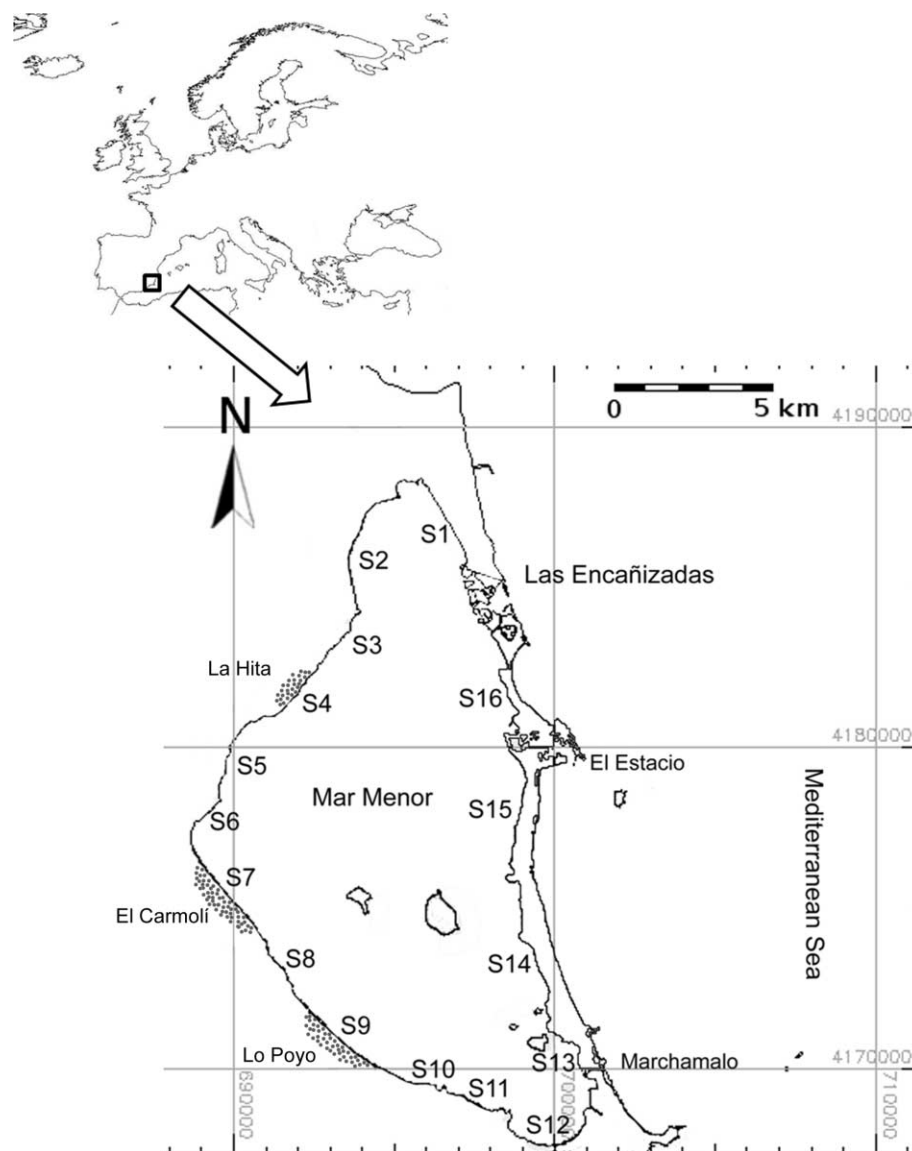 N
0 5 km
4190000
S1
S2
Las Encañizadas
S3
La Hita
S4
S16
4180000
S5
El Estacio
Mar Menor
S15
Mediterranean Sea
S6
S7
El Carmolí
S8
S14
S9
Lo Poyo
S10
S13
Marchamalo
4170000
S11
S12
690000
700000
710000